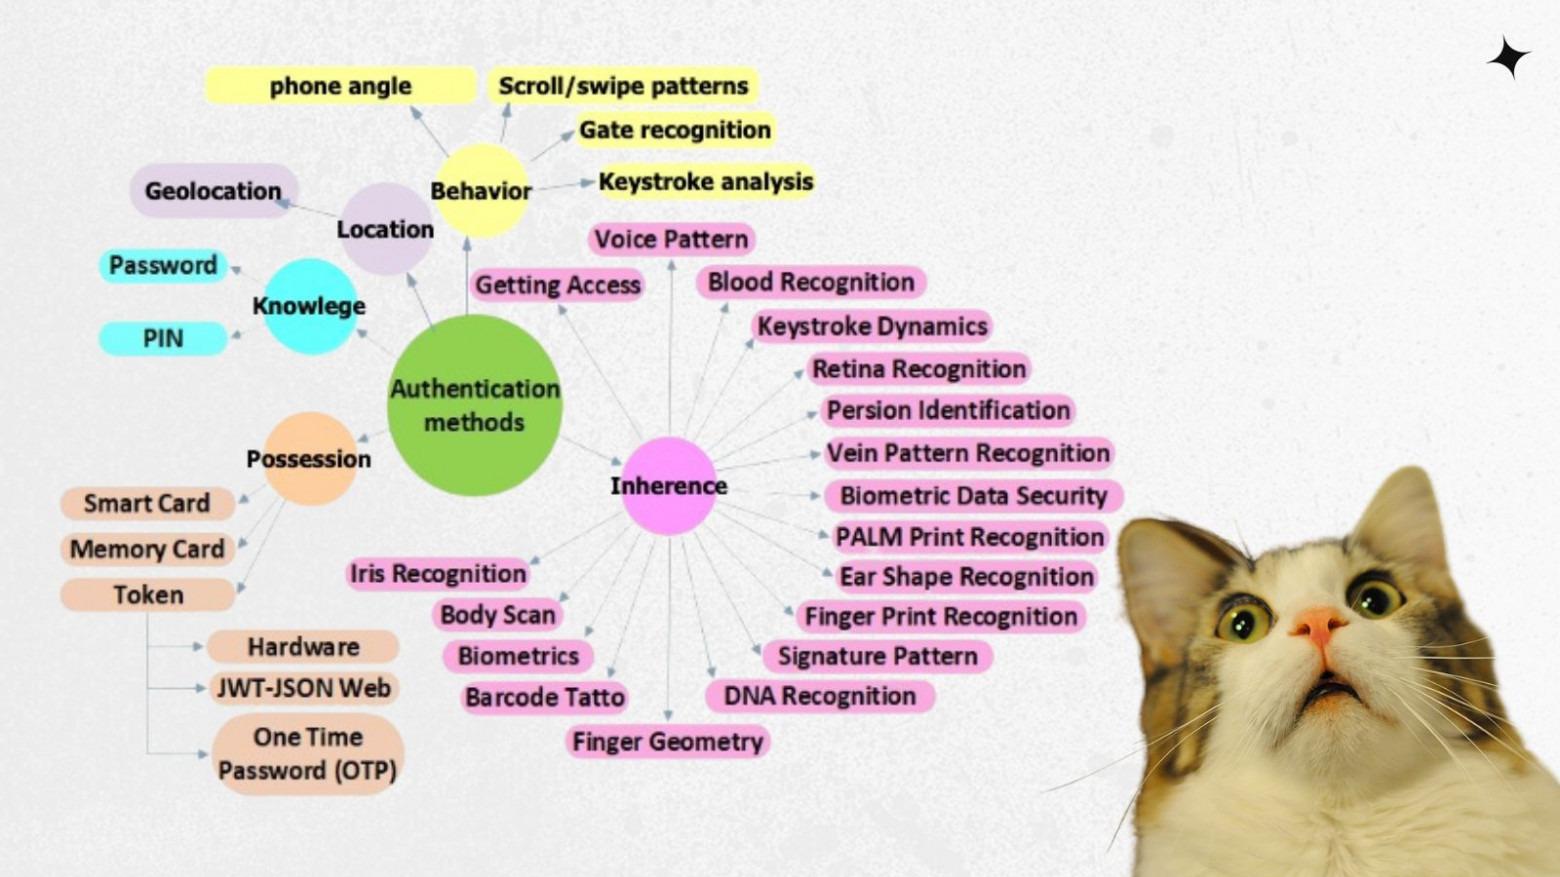 phone angle
Scroll/swipe patterns
Gate recognition
Keystroke analysis
Behavior
Geolocation
Location
Password
Knowlege
PIN
Authentication
methods
Possession
Smart Card
Memory Card
Token
Hardware
JWT-JSON Web
One Time
Password (OTP)
Inherence
Getting Access
Voice Pattern
Blood Recognition
Keystroke Dynamics
Retina Recognition
Persion Identification
Vein Pattern Recognition
Biometric Data Security
PALM Print Recognition
Ear Shape Recognition
Finger Print Recognition
Signature Pattern
DNA Recognition
Finger Geometry
Barcode Tatto
Biometrics
Body Scan
Iris Recognition